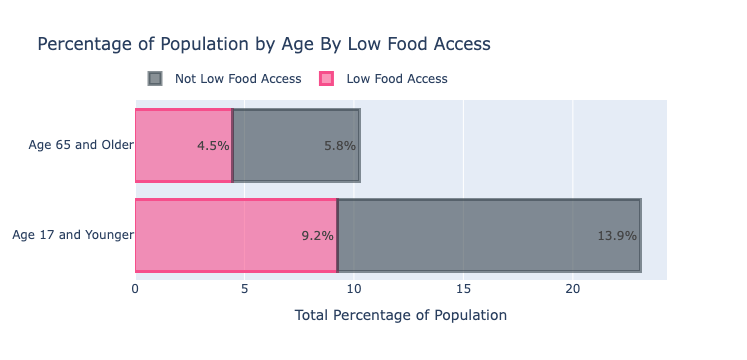 Percentage of Population by Age By Low Food Access
Not Low Food Access
Low Food Access
Age 65 and Older
4.5%
5.8%
Age 17 and Younger
9.2%
13.9%
0
5
10
15
20
Total Percentage of Population